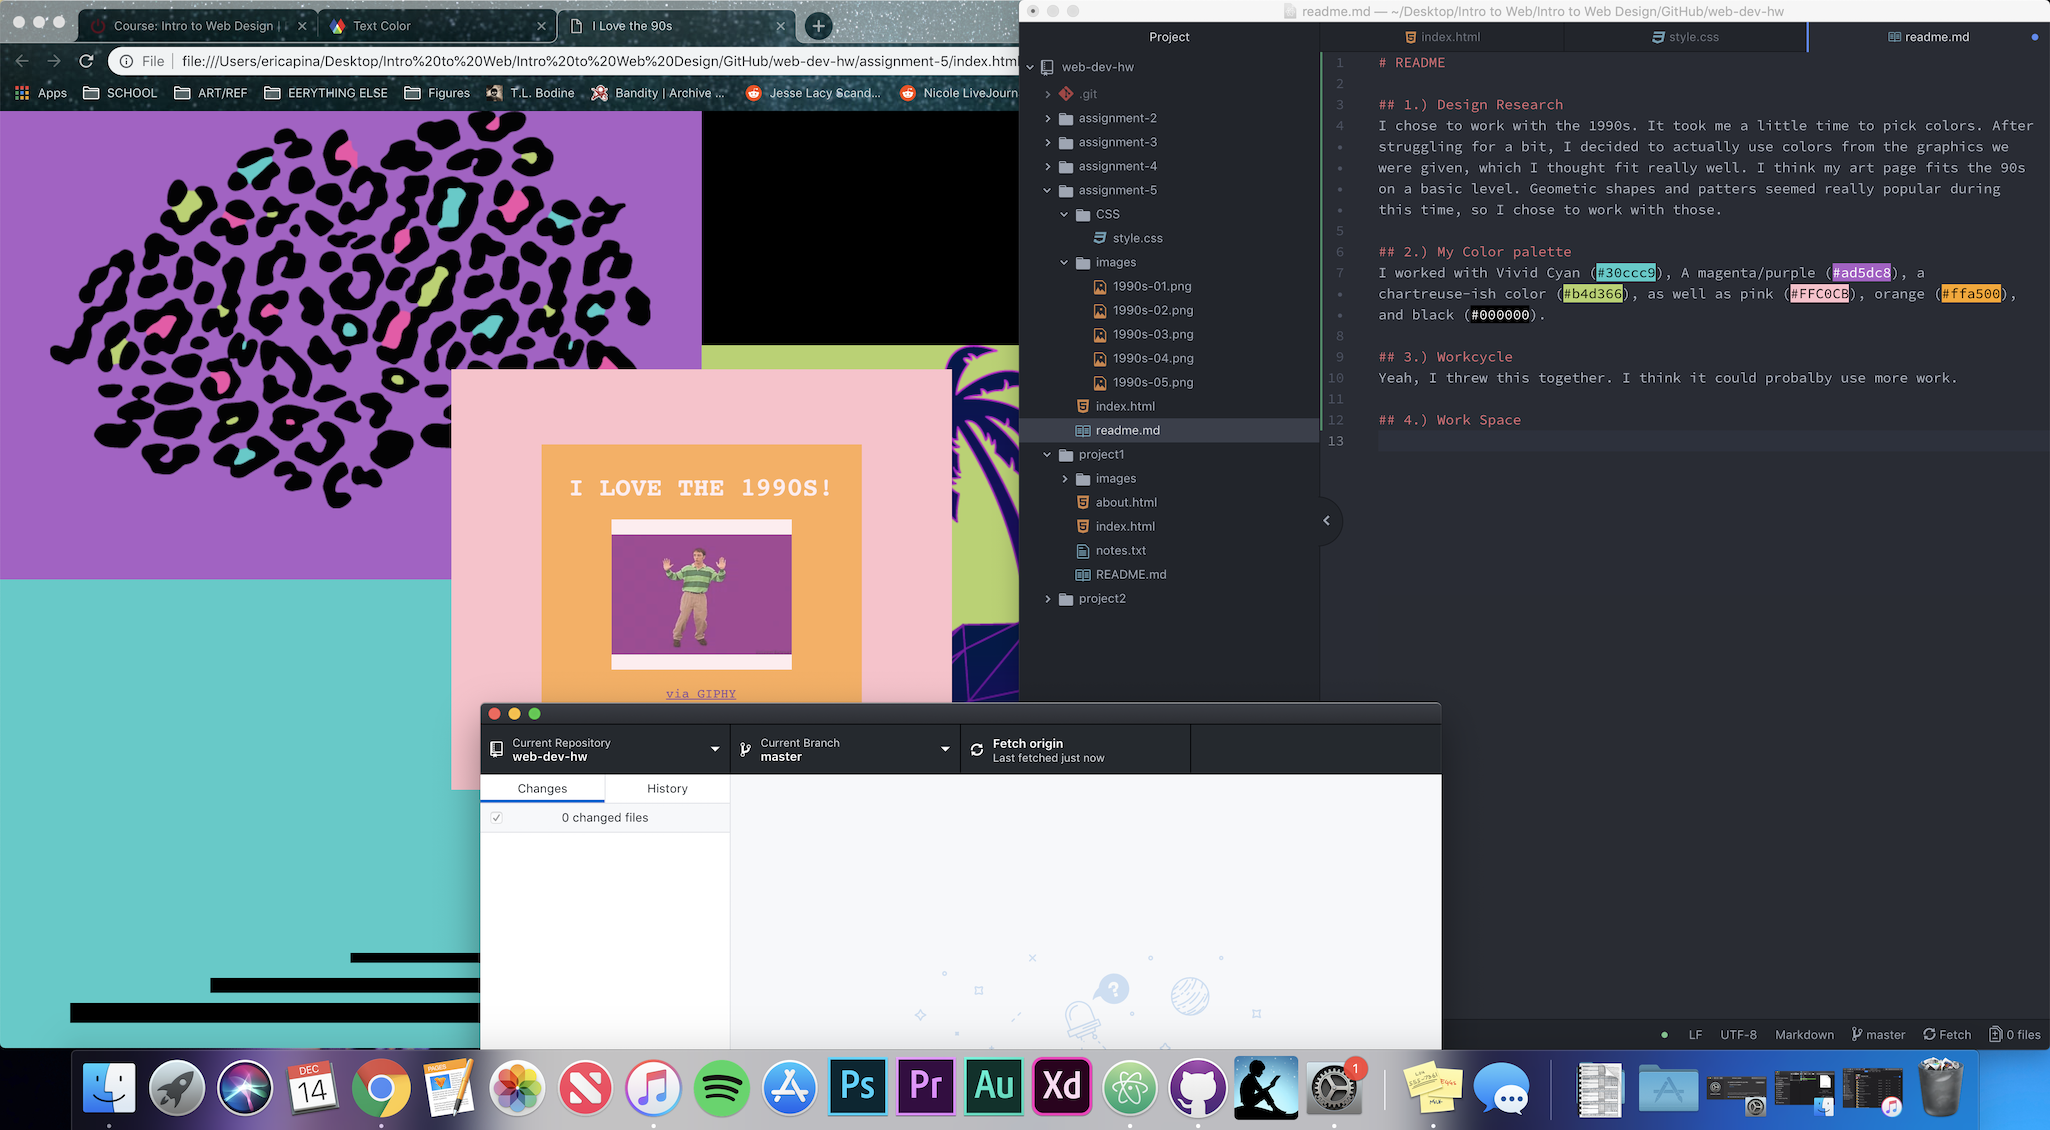 Course: Intro to Web Design
Text Color
I Love the 90s
File
file:///Users/ericapina/Desktop/Intro%20to%20Web/Intro%20to%20Web%20Design/GitHub/web-dev-hw/assignment-5/index.html
Apps
SCHOOL
ART/REF
EERYTHING ELSE
Figures
T.L. Bodine
Bandity | Archive ...
Jesse Lacy Scand...
Nicole LiveJourn
I LOVE THE 1990S!
via GIPHY
readme.md — ~/Desktop/Intro to Web/Intro to Web Design/GitHub/web-dev-hw
Project
index.html
style.css
readme.md
web-dev-hw
.git
assignment-2
assignment-3
assignment-4
assignment-5
CSS
style.css
images
1990s-01.png
1990s-02.png
1990s-03.png
1990s-04.png
1990s-05.png
index.html
readme.md
project1
images
about.html
index.html
notes.txt
README.md
project2
1 # README
2
3 ## 1.) Design Research
4 I chose to work with the 1990s. It took me a little time to pick colors. After
struggling for a bit, I decided to actually use colors from the graphics we
were given, which I thought fit really well. I think my art page fits the 90s
on a basic level. Geometic shapes and patters seemed really popular during
this time, so I chose to work with those.
5
6 ## 2.) My Color palette
7 I worked with Vivid Cyan (#30ccc9), A magenta/purple (#ad5dc8), a
chartreuse-ish color (#b4d366), as well as pink (#FFC0CB), orange (#ffa500),
and black (#000000).
8
9 ## 3.) Workcycle
10 Yeah, I threw this together. I think it could probalby use more work.
11
12 ## 4.) Work Space
13
LF
UTF-8
Markdown
master
Fetch
0 files
Current Repository
web-dev-hw
Current Branch
master
Fetch origin
Last fetched just now
Changes
History
0 changed files
?
DEC
14
PAGES
Ps
Pr
Au
Xd
1